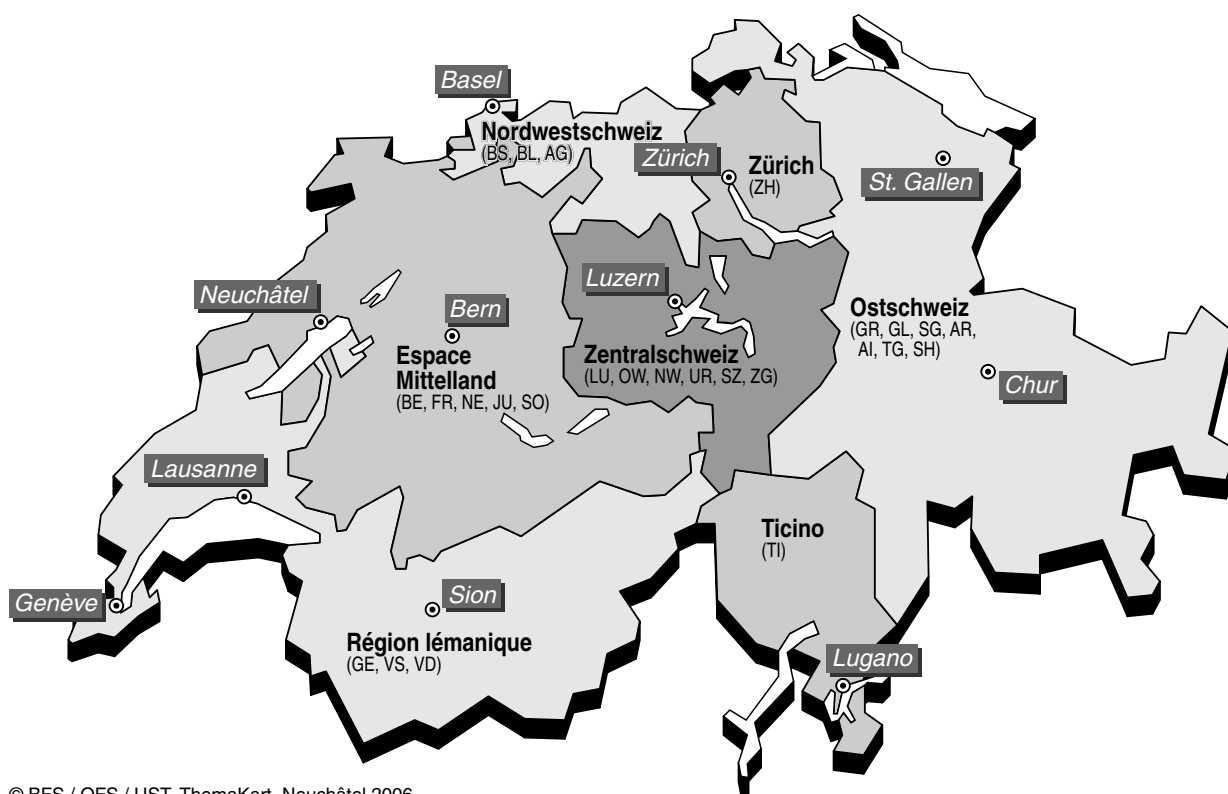 Basel
Nordwestschweiz
(BS, BL, AG)
Zürich
Zürich
(ZH)
St. Gallen
Neuchâtel
Bern
Luzern
Espace
Mittelland
(BE, FR, NE, JU, SO)
Zentralschweiz
(LU, OW, NW, UR, SZ, ZG)
Ostschweiz
(GR, GL, SG, AR,
AI, TG, SH)
Chur
Lausanne
Ticino
(TI)
Genève
Sion
Région lémanique
(GE, VS, VD)
Lugano
© BFS / OFS / UST, ThemaKart, Neuchâtel 2006